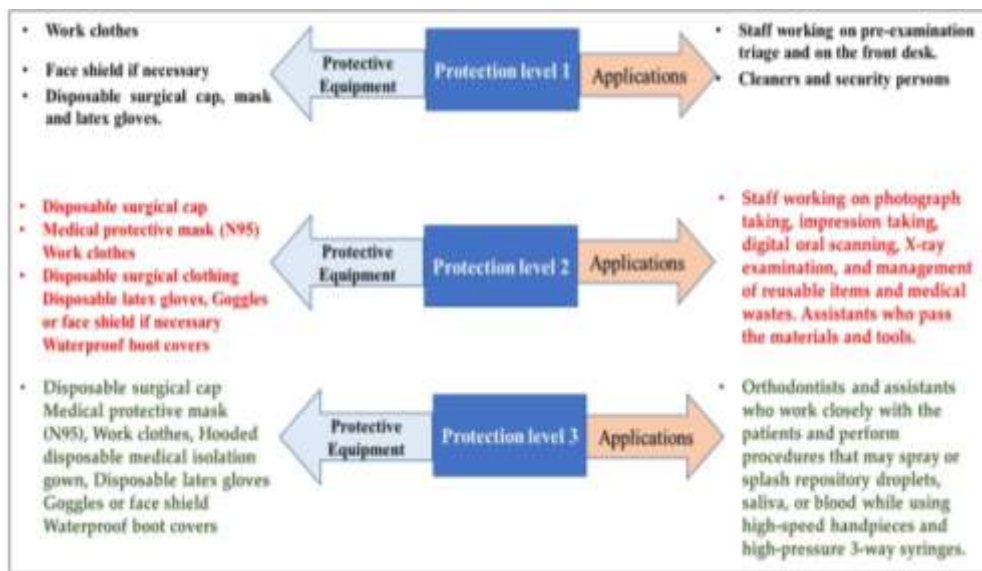 • Work clothes
• Face shield if necessary
• Disposable surgical cap, mask
and latex gloves.
Protective
Equipment
Protection level 1
Applications
• Staff working on pre-examination
triage and on the front desk.
• Cleaners and security persons
• Disposable surgical cap
• Medical protective mask (N95)
Work clothes
• Disposable surgical clothing
Disposable latex gloves, Goggles
or face shield if necessary
Waterproof boot covers
Protective
Equipment
Protection level 2
Applications
• Staff working on photograph
taking, impression taking,
digital oral scanning, X-ray
examination, and management
of reusable items and medical
wastes. Assistants who pass
the materials and tools.
• Disposable surgical cap
Medical protective mask
(N95), Work clothes, Hooded
disposable medical isolation
gown, Disposable latex gloves
Goggles or face shield
Waterproof boot covers
Protective
Equipment
Protection level 3
Applications
• Orthodontists and assistants
who work closely with the
patients and perform
procedures that may spray or
splash repository droplets,
saliva, or blood while using
high-speed handpieces and
high-pressure 3-way syringes.